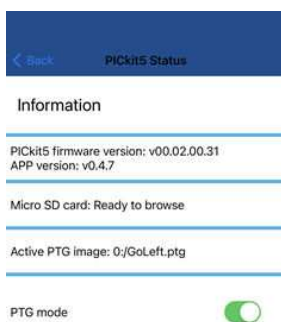 Back PICkit5 Status
Information
PICkit5 firmware version: v00.02.00.31
APP version: v0.4.7
Micro SD card: Ready to browse
Active PTG image: 0:/GoLeft.ptg
PTG mode